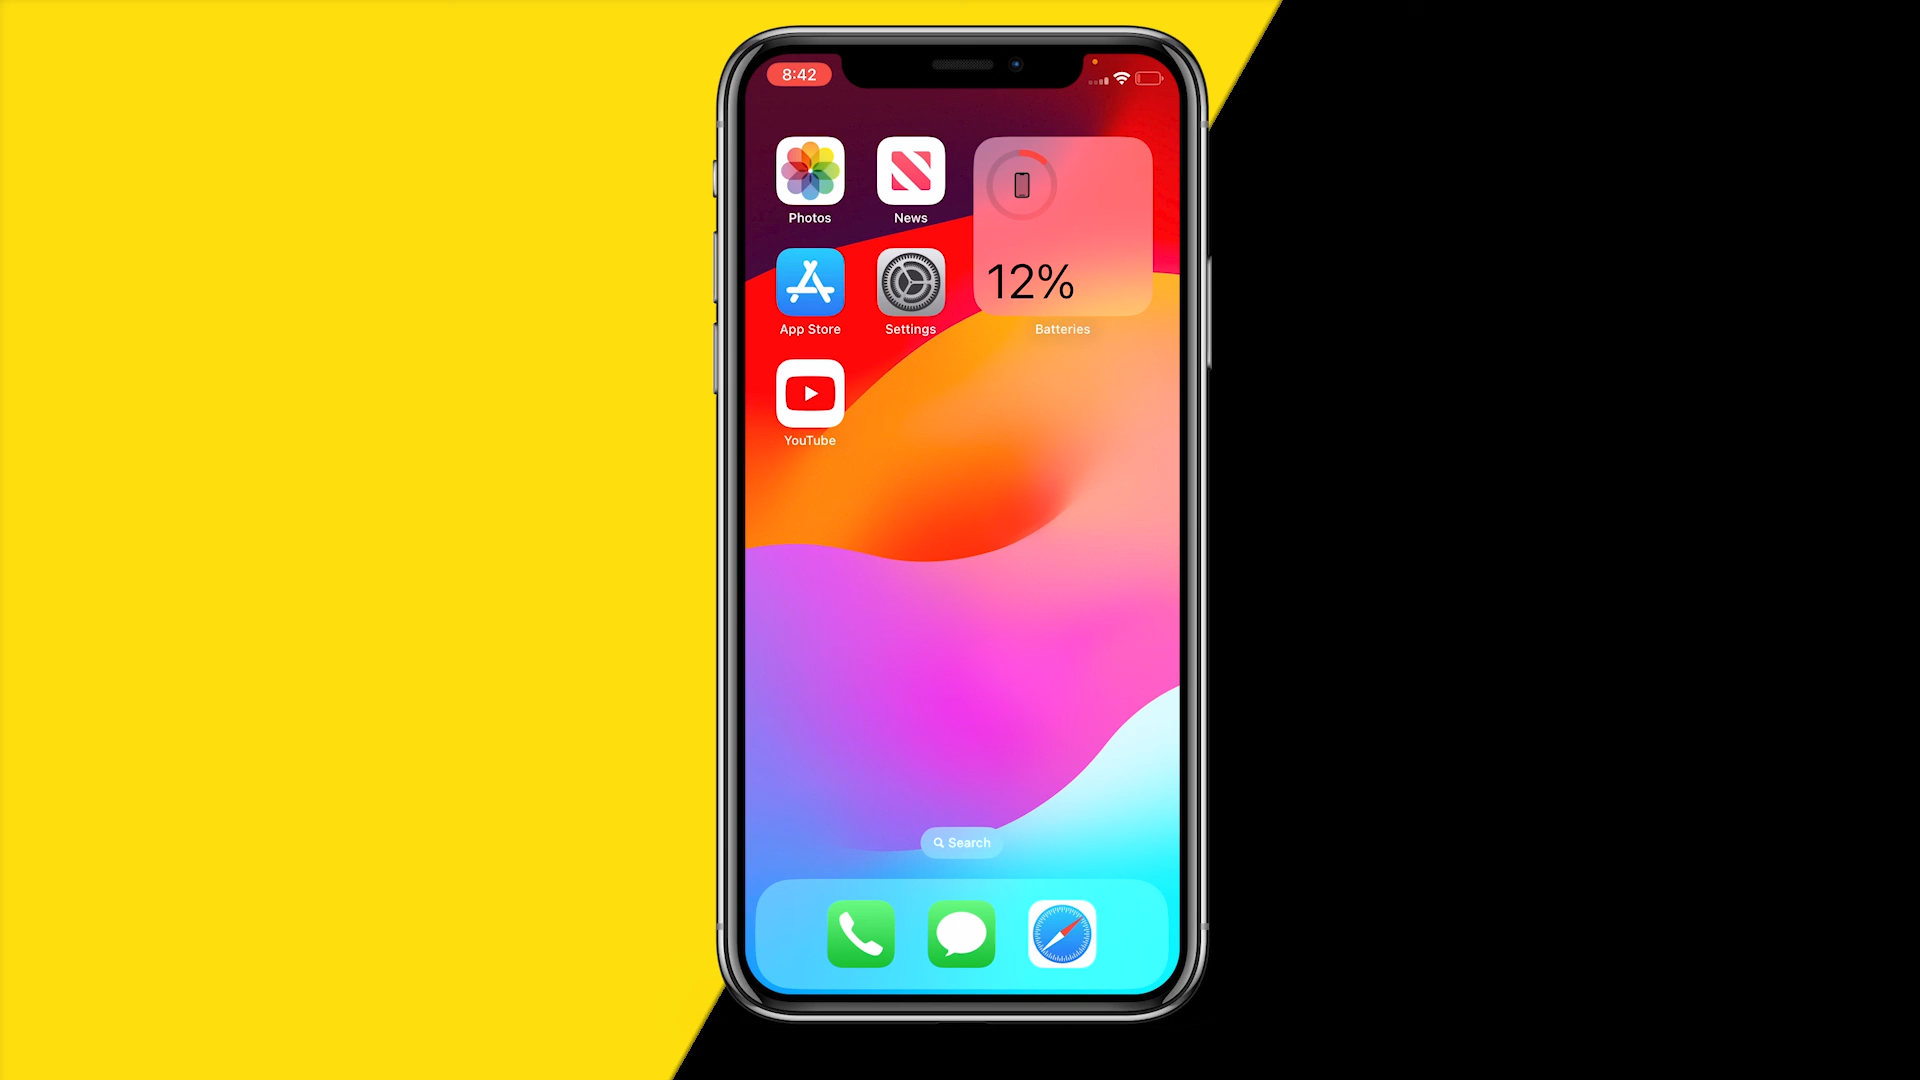 8:42
Photos
News
12%
App Store
Settings
Batteries
YouTube
Search